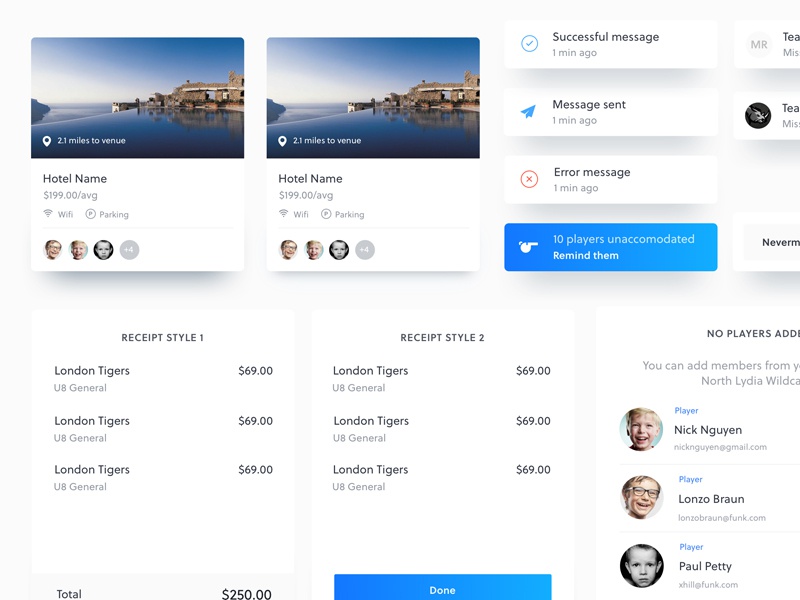 2.1 miles to venue
Hotel Name
$199.00/avg
Wifi
Parking
+4
2.1 miles to venue
Hotel Name
$199.00/avg
Wifi
Parking
+4
Successful message
1 min ago
Message sent
1 min ago
Error message
1 min ago
10 players unaccomodated
Remind them
MR
Tea
Mis
Tea
Mis
Neverm
RECEIPT STYLE 1
London Tigers
$69.00
U8 General
London Tigers
$69.00
U8 General
London Tigers
$69.00
U8 General
Total
$250.00
RECEIPT STYLE 2
London Tigers
$69.00
U8 General
London Tigers
$69.00
U8 General
London Tigers
$69.00
U8 General
Done
NO PLAYERS ADDE
You can add members from yo
North Lydia Wildca
Player
Nick Nguyen
nicknguyen@gmail.com
Player
Lonzo Braun
lonzobraun@funk.com
Player
Paul Petty
xhill@funk.com